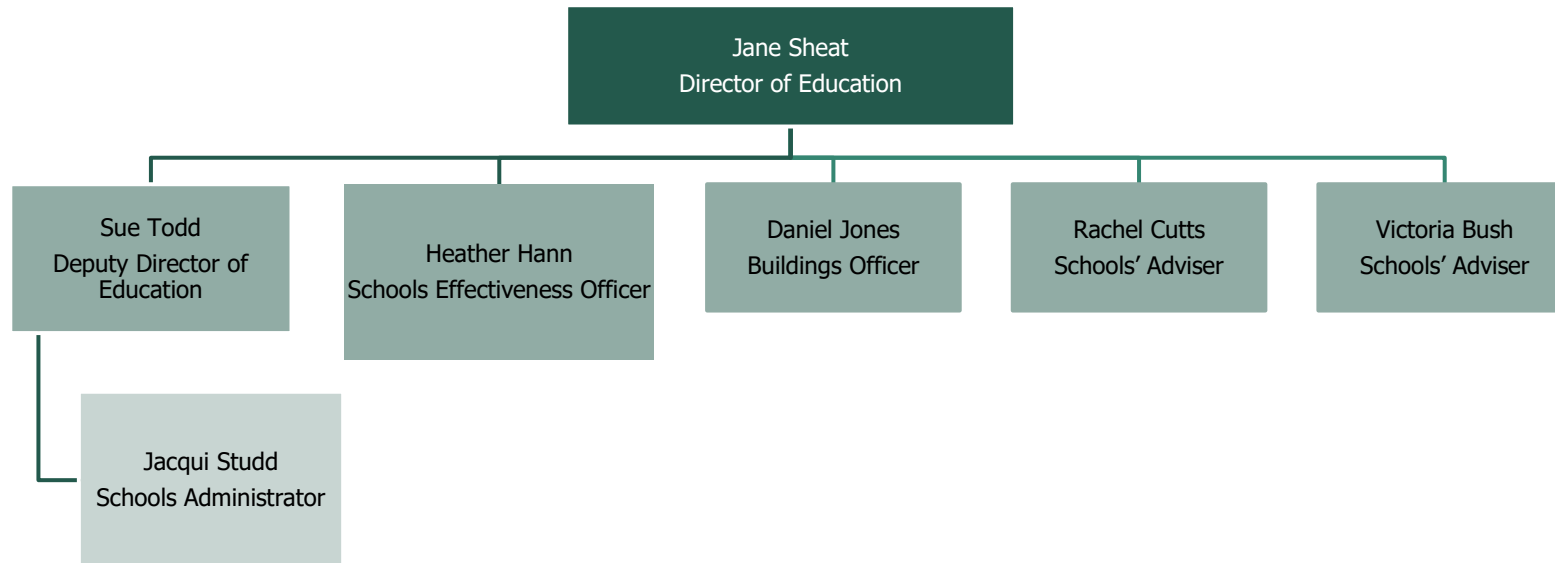 Jane Sheat
Director of Education
Sue Todd
Deputy Director of
Education
Heather Hann
Schools Effectiveness Officer
Daniel Jones
Buildings Officer
Rachel Cutts
Schools’ Adviser
Victoria Bush
Schools’ Adviser
Jacqui Studd
Schools Administrator